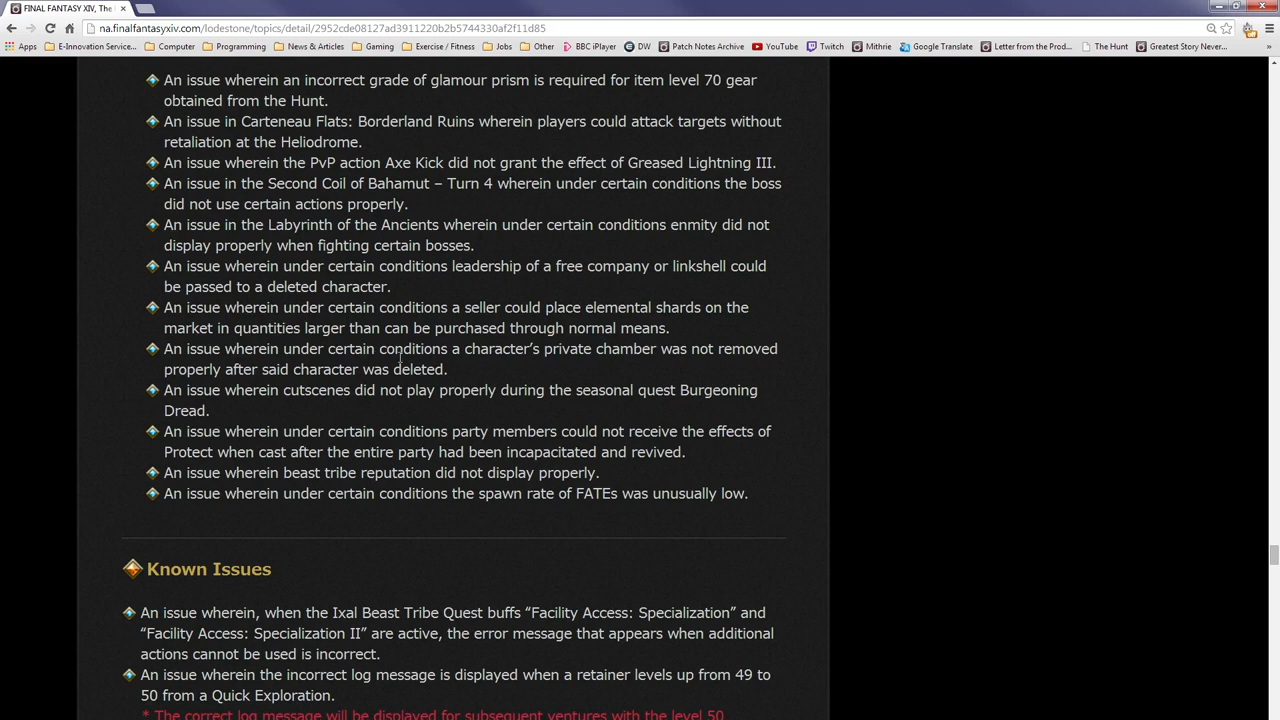 FINAL FANTASY XIV, The
na.finalfantasyxiv.com/lodestone/topics/detail/2952cde08127ad3911220b2b5744330af2f11d85
Apps E-Innovation Service... Computer Programming News & Articles Gaming Exercise / Fitness Jobs Other BBC iPlayer DW Patch Notes Archive YouTube Twitch Mithrie Google Translate Letter from the Prod... The Hunt Greatest Story Never...
An issue wherein an incorrect grade of glamour prism is required for item level 70 gear
obtained from the Hunt.
An issue in Carteneau Flats: Borderland Ruins wherein players could attack targets without
retaliation at the Heliodrome.
An issue wherein the PvP action Axe Kick did not grant the effect of Greased Lightning III.
An issue in the Second Coil of Bahamut – Turn 4 wherein under certain conditions the boss
did not use certain actions properly.
An issue in the Labyrinth of the Ancients wherein under certain conditions enmity did not
display properly when fighting certain bosses.
An issue wherein under certain conditions leadership of a free company or linkshell could
be passed to a deleted character.
An issue wherein under certain conditions a seller could place elemental shards on the
market in quantities larger than can be purchased through normal means.
An issue wherein under certain conditions a character’s private chamber was not removed
properly after said character was deleted.
An issue wherein cutscenes did not play properly during the seasonal quest Burgeoning
Dread.
An issue wherein under certain conditions party members could not receive the effects of
Protect when cast after the entire party had been incapacitated and revived.
An issue wherein beast tribe reputation did not display properly.
An issue wherein under certain conditions the spawn rate of FATEs was unusually low.
Known Issues
An issue wherein, when the Ixal Beast Tribe Quest buffs “Facility Access: Specialization” and
“Facility Access: Specialization II” are active, the error message that appears when additional
actions cannot be used is incorrect.
An issue wherein the incorrect log message is displayed when a retainer levels up from 49 to
50 from a Quick Exploration.
* The correct log message will be displayed for subsequent ventures with the level 50